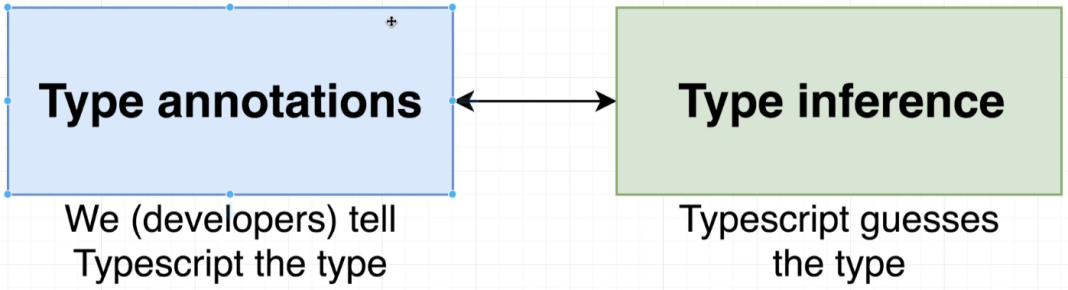 Type annotations
We (developers) tell
Typescript the type
Type inference
Typescript guesses
the type